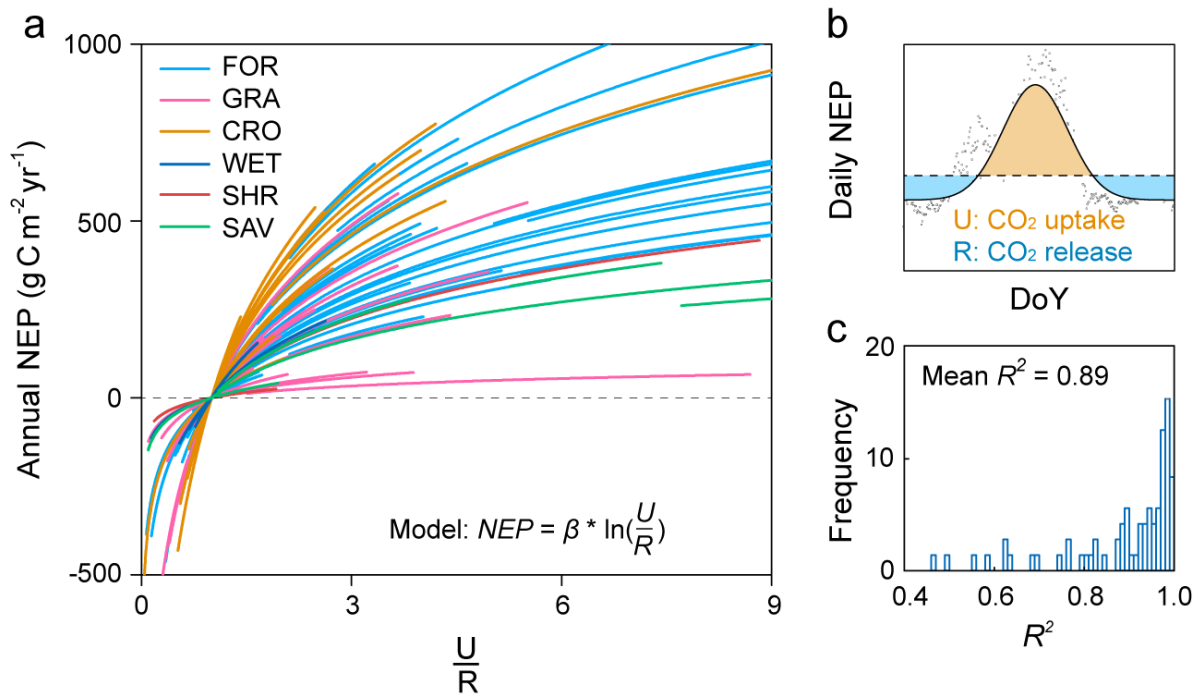 a
1000
500
0
-500
Annual NEP (g C m⁻² yr⁻¹)
FOR
GRA
CRO
WET
SHR
SAV
Model: NEP = β * ln(U/R)
0 3 6 9
U/R
b
Daily NEP
U: CO₂ uptake
R: CO₂ release
DoY
c
20
10
0
Frequency
Mean R² = 0.89
0.4 0.6 0.8 1.0
R²